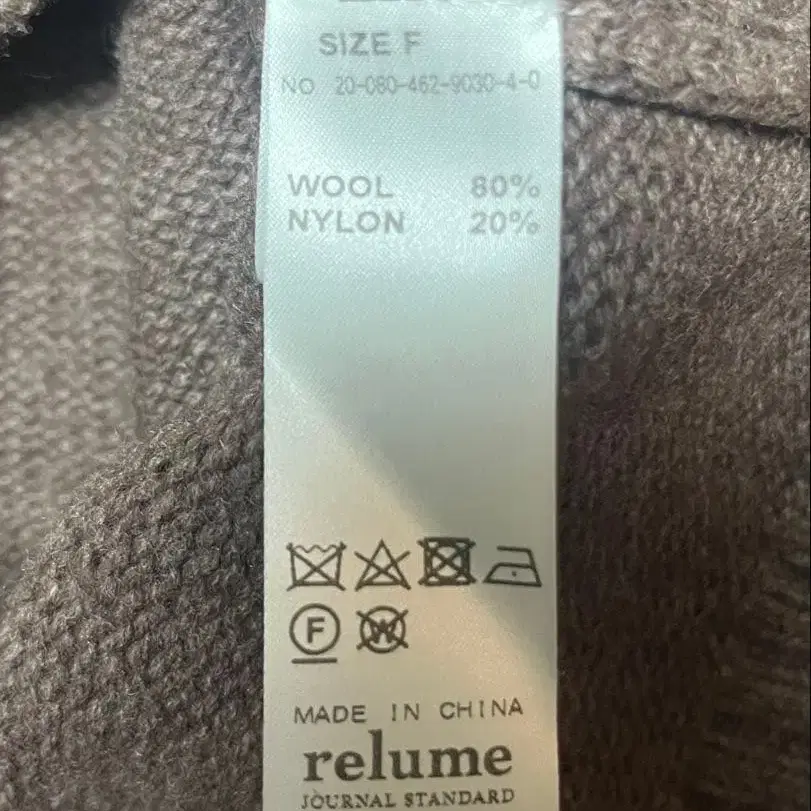 SIZE F
NO 20-080-462-9030-4-0
WOOL 80%
NYLON 20%
F
W
MADE IN CHINA
relume
JOURNAL STANDARD